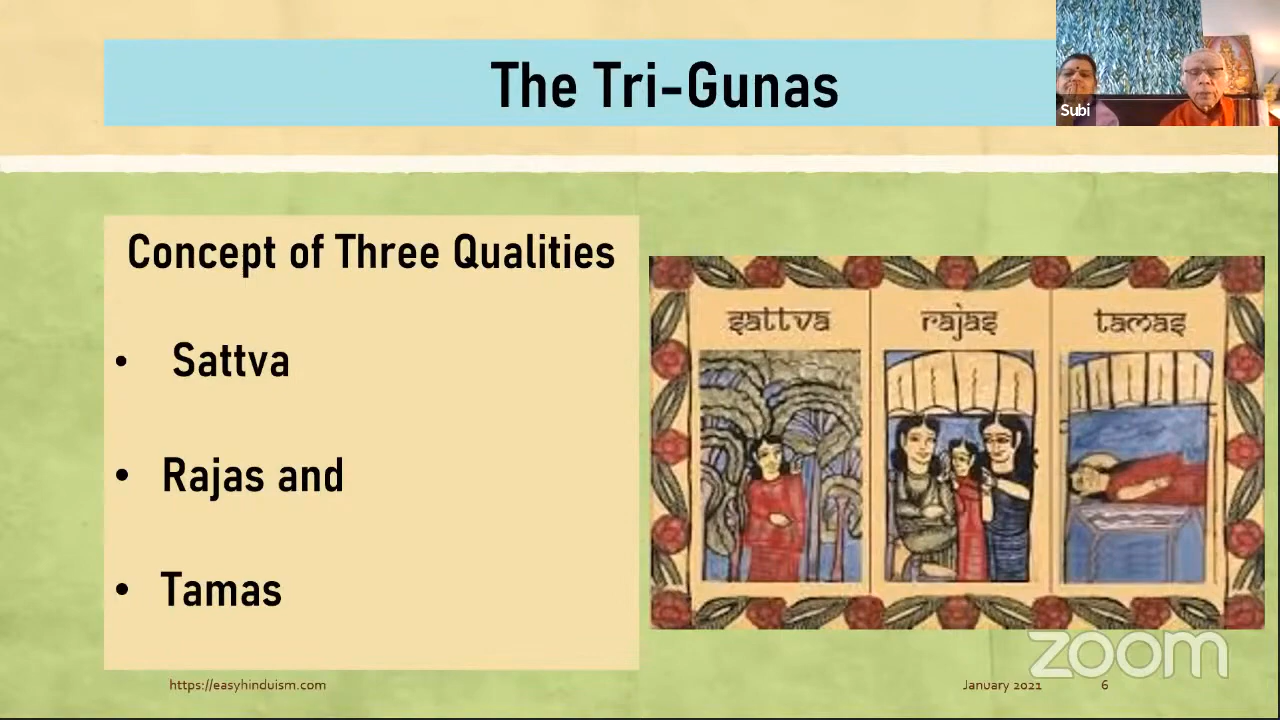 The Tri-Gunas
Subi
Concept of Three Qualities
• Sattva
• Rajas and
• Tamas
sattva
rajas
tamas
zoom
https://easyhinduism.com
January 2021
6